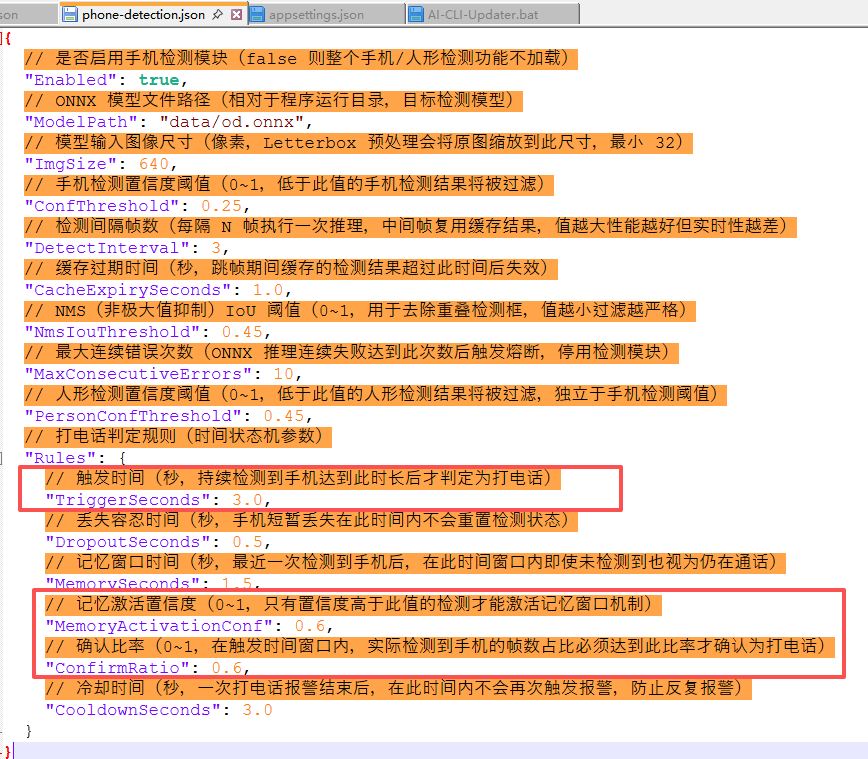 son phone-detection.json appsettings.json AI-CLI-Updater.bat
{
// 是否启用手机检测模块（false 则整个手机/人形检测功能不加载）
"Enabled": true,
// ONNX 模型文件路径（相对于程序运行目录，目标检测模型）
"ModelPath": "data/od.onnx",
// 模型输入图像尺寸（像素，Letterbox 预处理会将原图缩放到此尺寸，最小 32）
"ImgSize": 640,
// 手机检测置信度阈值（0~1，低于此值的手机检测结果将被过滤）
"ConfThreshold": 0.25,
// 检测间隔帧数（每隔 N 帧执行一次推理，中间帧复用缓存结果，值越大性能越好但实时性越差）
"DetectInterval": 3,
// 缓存过期时间（秒，跳帧期间缓存的检测结果超过此时间后失效）
"CacheExpirySeconds": 1.0,
// NMS（非极大值抑制）IoU 阈值（0~1，用于去除重叠检测框，值越小过滤越严格）
"NmsIouThreshold": 0.45,
// 最大连续错误次数（ONNX 推理连续失败达到此次数后触发熔断，停用检测模块）
"MaxConsecutiveErrors": 10,
// 人形检测置信度阈值（0~1，低于此值的人形检测结果将被过滤，独立于手机检测阈值）
"PersonConfThreshold": 0.45,
// 打电话判定规则（时间状态机参数）
"Rules": {
// 触发时间（秒，持续检测到手机达到此时长后才判定为打电话）
"TriggerSeconds": 3.0,
// 丢失容忍时间（秒，手机短暂丢失在此时间内不会重置检测状态）
"DropoutSeconds": 0.5,
// 记忆窗口时间（秒，最近一次检测到手机后，在此时间窗口内即使未检测到也视为仍在通话）
"MemorySeconds": 1.5,
// 记忆激活置信度（0~1，只有置信度高于此值的检测才能激活记忆窗口机制）
"MemoryActivationConf": 0.6,
// 确认比率（0~1，在触发时间窗口内，实际检测到手机的帧数占比必须达到此比率才确认为打电话）
"ConfirmRatio": 0.6,
// 冷却时间（秒，一次打电话报警结束后，在此时间内不会再次触发报警，防止反复报警）
"CooldownSeconds": 3.0
}
}